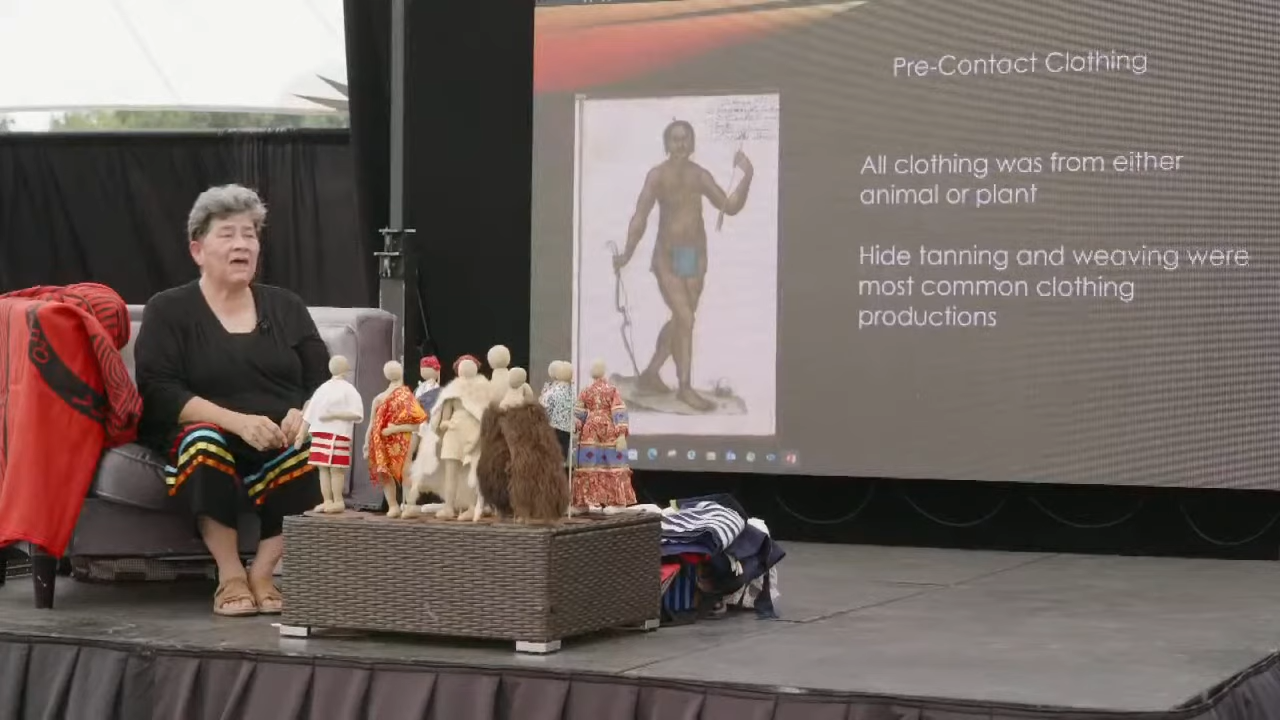 Pre-Contact Clothing
All clothing was from either
animal or plant
Hide tanning and weaving were
most common clothing
productions